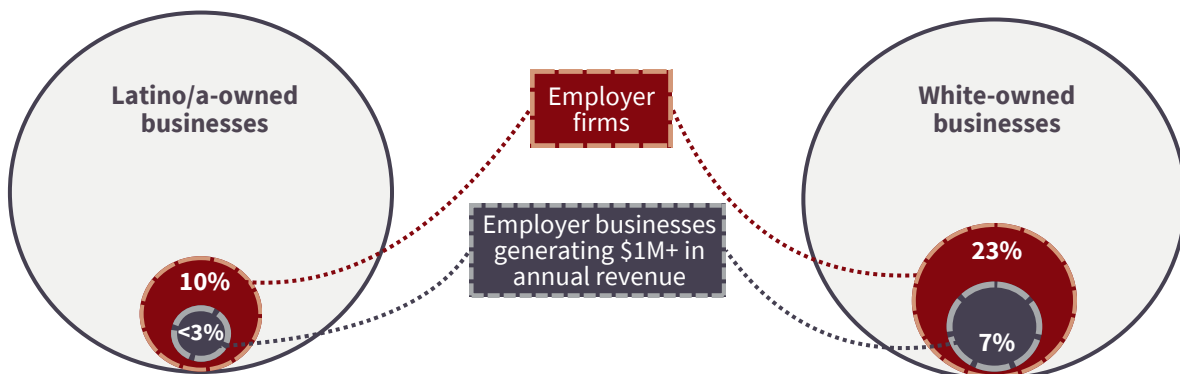 Latino/a-owned
businesses
10%
<3%
Employer
firms
Employer businesses
generating $1M+ in
annual revenue
White-owned
businesses
23%
7%